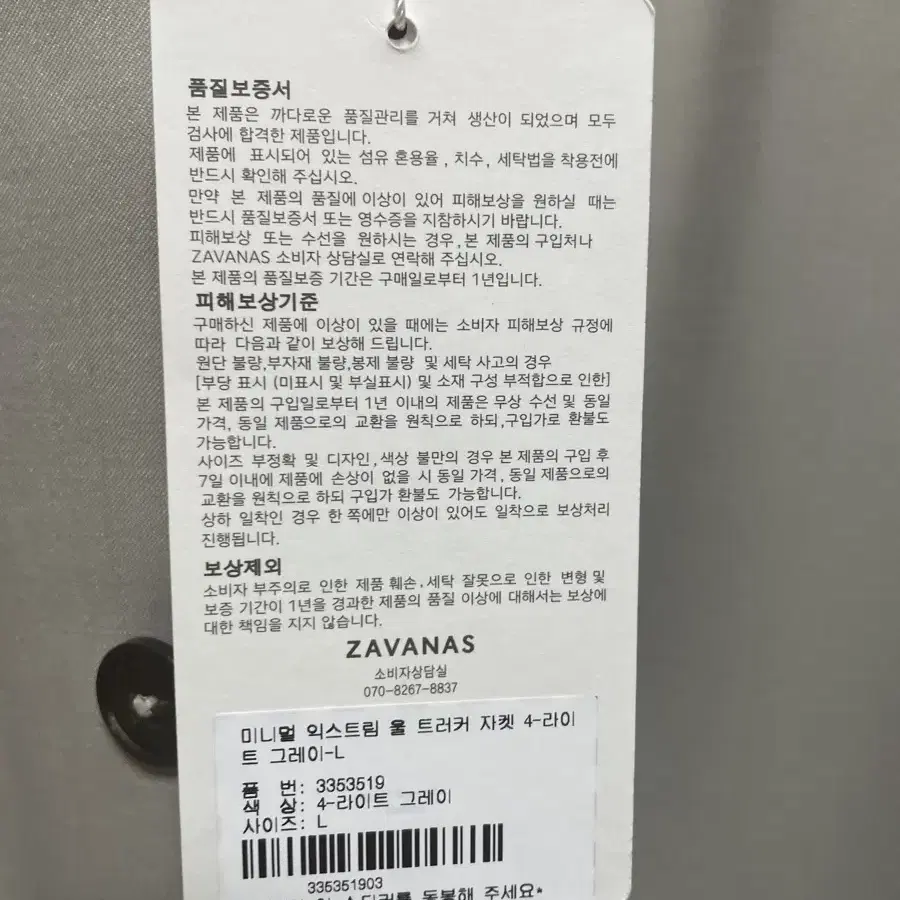 품질보증서
본 제품은 까다로운 품질관리를 거쳐 생산이 되었으며 모두
검사에 합격한 제품입니다.
제품에 표시되어 있는 섬유 혼용율, 치수, 세탁법을 착용전에
반드시 확인해 주십시오.
만약 본 제품의 품질에 이상이 있어 피해보상을 원하실 때는
반드시 품질보증서 또는 영수증을 지참하시기 바랍니다.
피해보상 또는 수선을 원하시는 경우,본 제품의 구입처나
ZAVANAS 소비자 상담실로 연락해 주십시오.
본 제품의 품질보증 기간은 구매일로부터 1년입니다.
피해보상기준
구매하신 제품에 이상이 있을 때에는 소비자 피해보상 규정에
따라 다음과 같이 보상해 드립니다.
원단 불량,부자재 불량,봉제 불량 및 세탁 사고의 경우
[부당 표시 (미표시 및 부실표시) 및 소재 구성 부적합으로 인한]
본 제품의 구입일로부터 1년 이내의 제품은 무상 수선 및 동일
가격, 동일 제품으로의 교환을 원칙으로 하되,구입가로 환불도
가능합니다.
사이즈 부정확 및 디자인,색상 불만의 경우 본 제품의 구입 후
7일 이내에 제품에 손상이 없을 시 동일 가격, 동일 제품으로의
교환을 원칙으로 하되 구입가 환불도 가능합니다.
상하 일착인 경우 한 쪽에만 이상이 있어도 일착으로 보상처리
진행됩니다.
보상제외
소비자 부주의로 인한 제품 훼손, 세탁 잘못으로 인한 변형 및
보증 기간이 1년을 경과한 제품의 품질 이상에 대해서는 보상에
대한 책임을 지지 않습니다.
ZAVANAS
소비자상담실
070-8267-8837
미니멀 익스트림 울 트러커 자켓 4-라이
트 그레이-L
품 번: 3353519
색 상: 4-라이트 그레이
사이즈: L
335351903
동봉해 주세요*